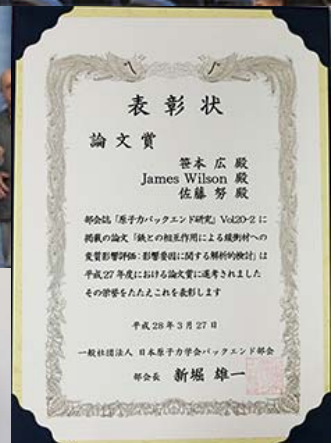 表彰状
論文賞
笹本 広 殿
James Wilson 殿
佐藤 努 殿
部会誌「原子力バックエンド研究」Vol.20-2 に
掲載の論文「鉄との相互作用による緩衝材への
変質影響評価：影響要因に関する解析的検討」は
平成27年度における論文賞に選考されました
その栄誉をたたえこれを表彰します
平成28年3月27日
一般社団法人 日本原子力学会バックエンド部会
部会長 新堀 雄一